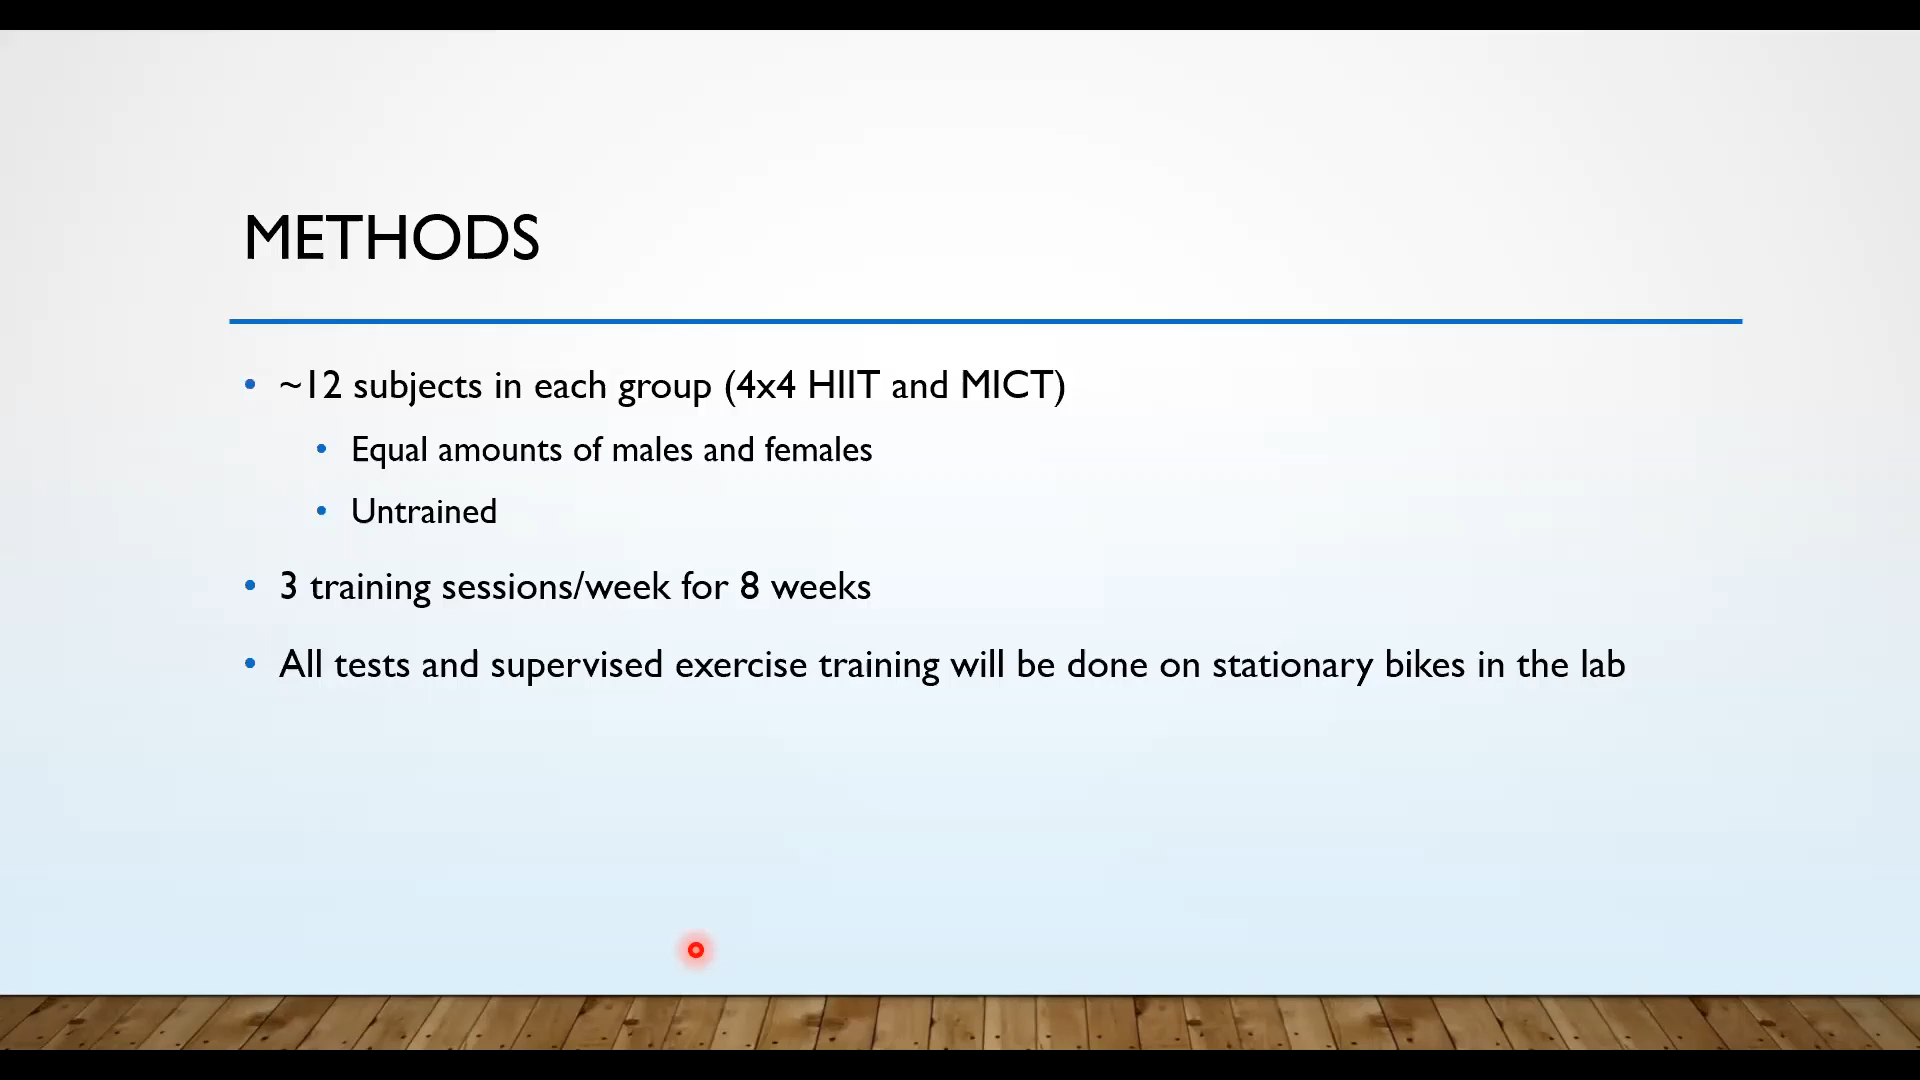 METHODS
• ~12 subjects in each group (4x4 HIIT and MICT)
• Equal amounts of males and females
• Untrained
• 3 training sessions/week for 8 weeks
• All tests and supervised exercise training will be done on stationary bikes in the lab